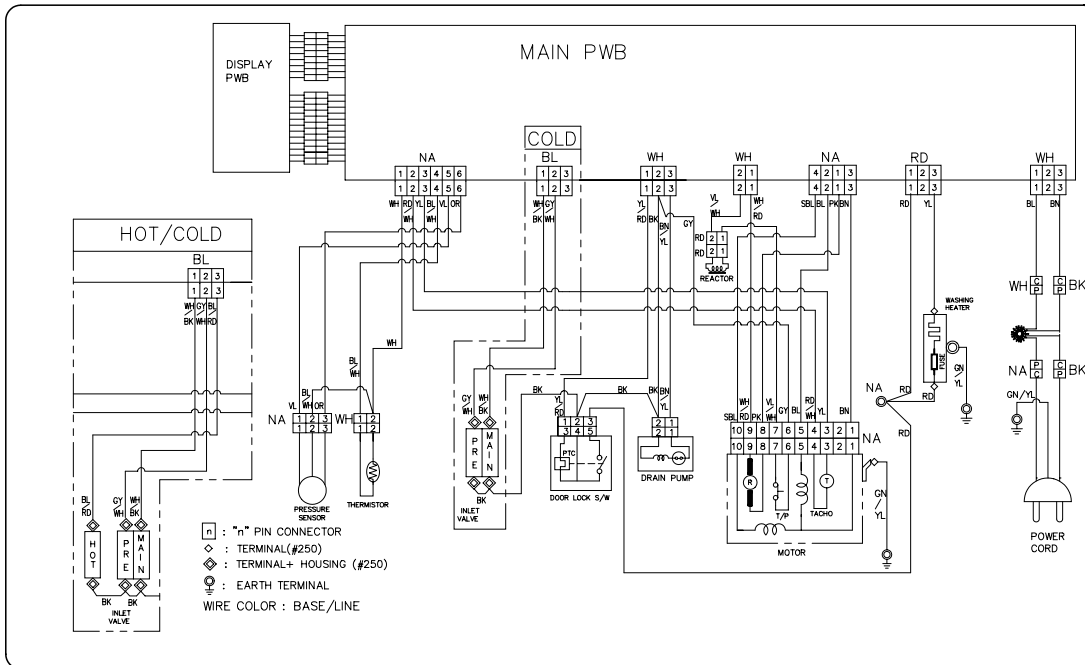 MAIN PWB
DISPLAY
PWB
COLD
NA BL WH WH NA RD WH
1 2 3 4 5 6
1 2 3 4 5 6
1 2 3
1 2 3
1 2 3
1 2 3
2 1
2 1
4 2 1 3
4 2 1 3
1 2 3
1 2 3
1 2 3
1 2 3
WH RD/WH YL BL/WH VL OR
WH/BK GY/WH
YL/RD BK BN/YL GY
VL/WH WH/RD
SBL BL PK BN
RD YL
BL BN
HOT/COLD
BL
1 2 3
1 2 3
WH/BK GY/WH BL/RD
RD 2 1
RD 2 1
REACTOR
WH C P C P BK
WASHING
HEATER
FUSE
GN/YL
NA P C P C BK
GN/YL
WH
BL/WH
BK
BK
BK BN/YL
NA RD
RD
RD
VL BL/WH OR
NA 1 2 3
1 2 3
WH 1 2
1 2
GY/WH WH/BK
YL/RD
1 2 3
3 4 5
2 1
2 1
SBL WH/RD PK VL/WH GY BL RD/WH YL BN
10 9 8 7 6 5 4 3 2 1 NA
10 9 8 7 6 5 4 3 2 1
PRE MAIN
PTC
DOOR LOCK S/W
DRAIN PUMP
R
T/P
T
TACHO
MOTOR
GN/YL
POWER
CORD
BK
INLET
VALVE
PRESSURE
SENSOR
THERMISTOR
BL/RD GY/WH WH/BK
HOT PRE MAIN
BK BK
INLET
VALVE
n : "n" PIN CONNECTOR
: TERMINAL(#250)
: TERMINAL+ HOUSING (#250)
: EARTH TERMINAL
WIRE COLOR : BASE/LINE